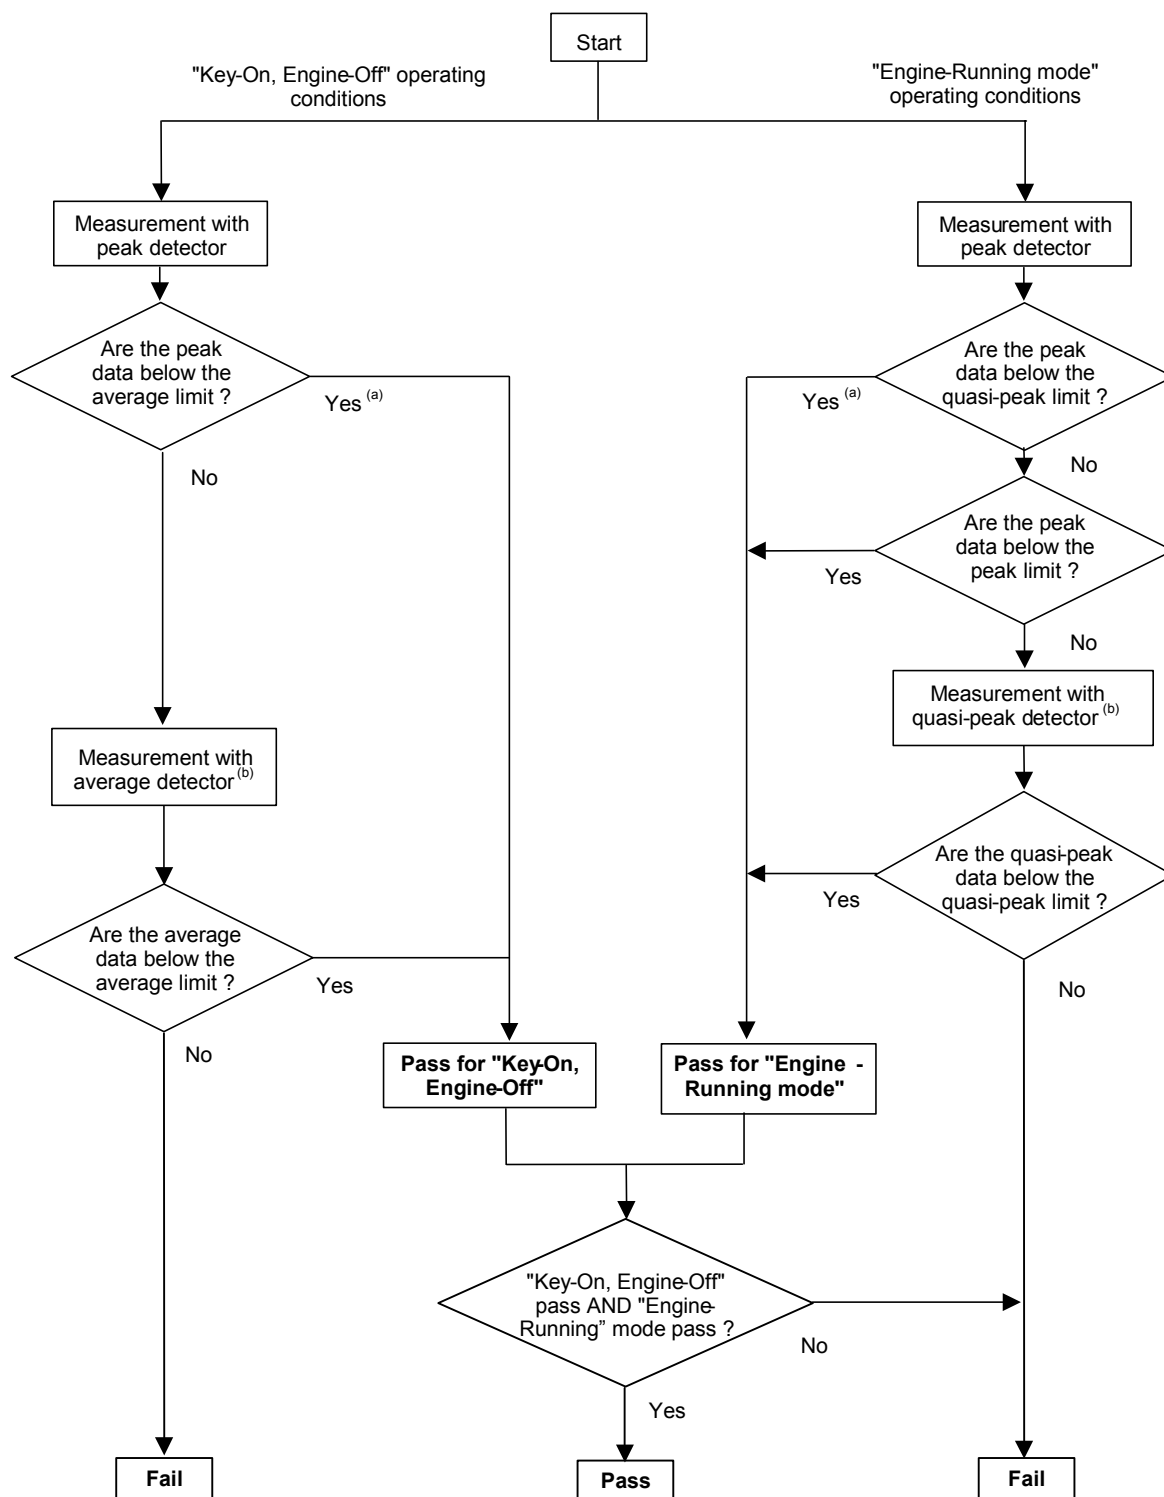 Start
"Key-On, Engine-Off" operating
conditions
"Engine-Running mode"
operating conditions
Measurement with
peak detector
Measurement with
peak detector
Are the peak
data below the
average limit ?
Yes (a)
No
Are the peak
data below the
quasi-peak limit ?
Yes (a)
No
Are the peak
data below the
peak limit ?
Yes
No
Measurement with
quasi-peak detector (b)
Measurement with
average detector (b)
Are the quasi-peak
data below the
quasi-peak limit ?
Yes
No
Are the average
data below the
average limit ?
Yes
No
Pass for "Key-On,
Engine-Off"
Pass for "Engine -
Running mode"
"Key-On, Engine-Off"
pass AND "Engine-
Running” mode pass ?
No
Yes
Fail
Pass
Fail